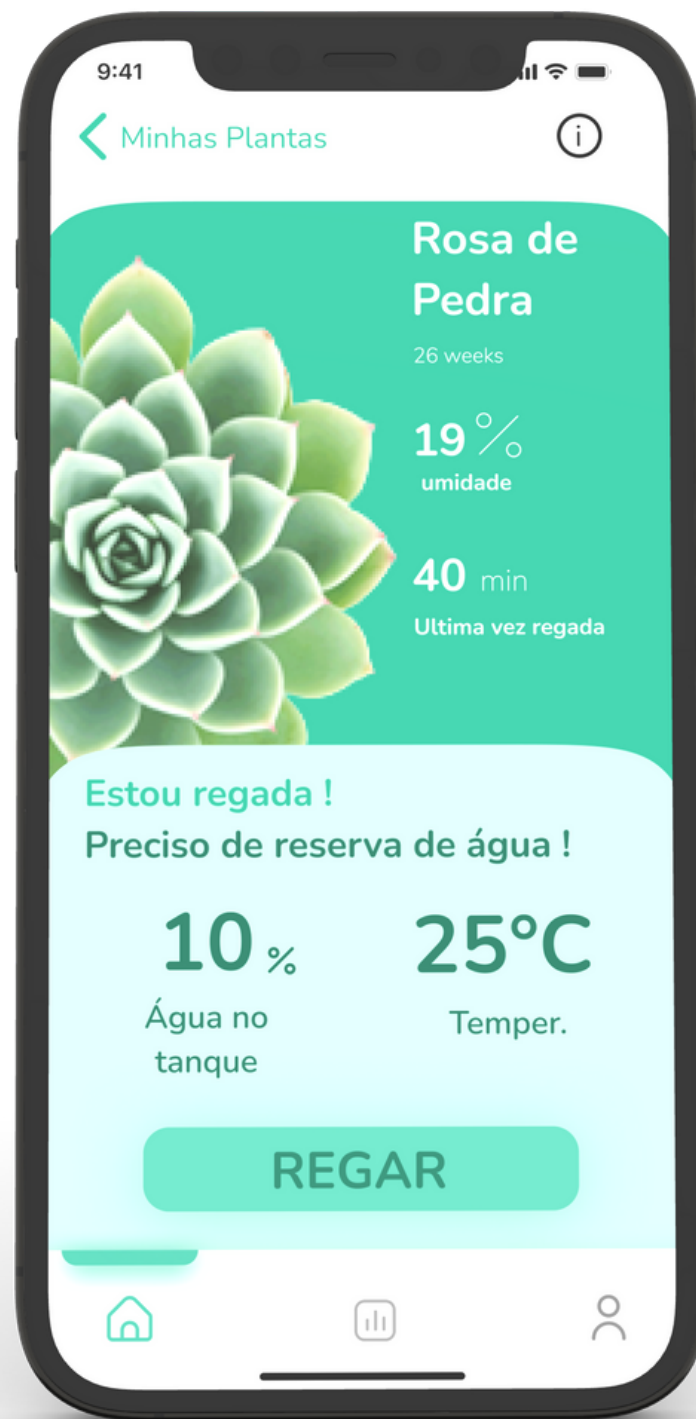 9:41
Minhas Plantas
i
Rosa de
Pedra
26 weeks
19 %
umidade
40 min
Ultima vez regada
Estou regada !
Preciso de reserva de água !
10 %
25°C
Água no
tanque
Temper.
REGAR